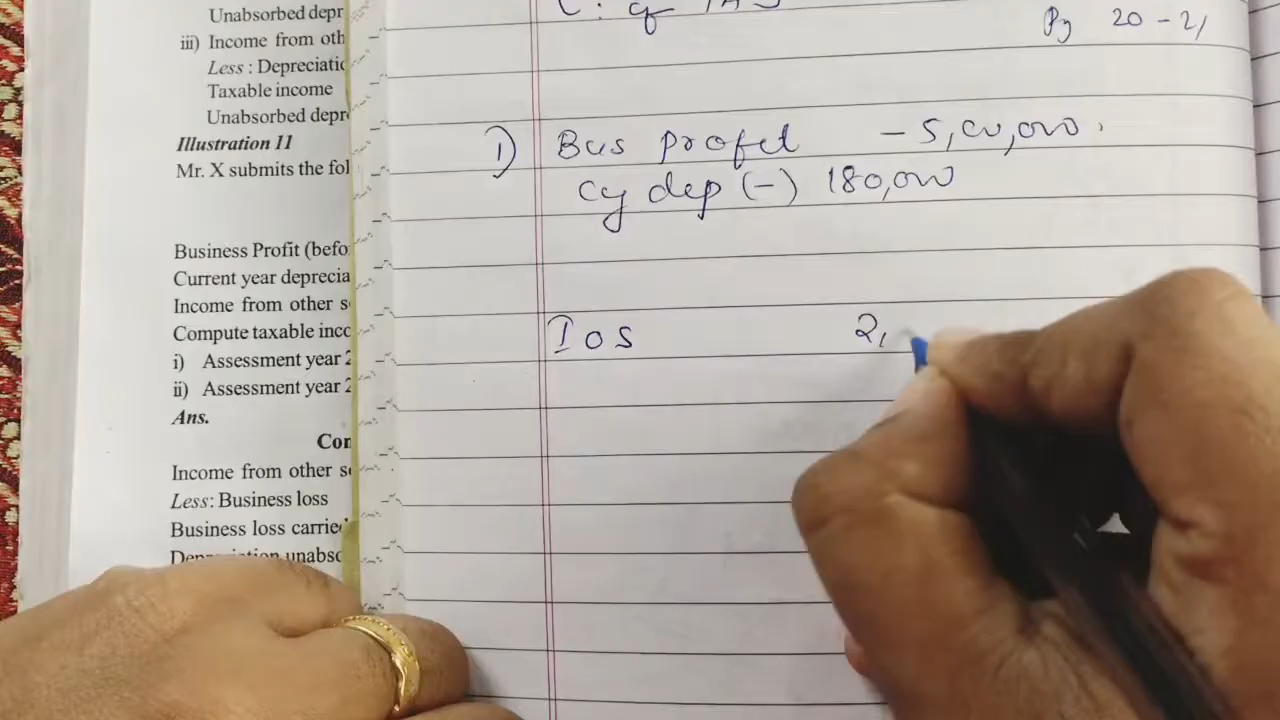 Unabsorbed depr
iii) Income from oth
Less : Depreciatic
Taxable income
Unabsorbed depr
Illustration 11
Mr. X submits the fol
Business Profit (befo
Current year deprecia
Income from other s
Compute taxable inco
i) Assessment year 2
ii) Assessment year 2
Ans.
Con
Income from other s
Less: Business loss
Business loss carried
unabso
Py 20-21
1) Bus profit -5,00,000
Cy dep (-) 180,000
IOS 2,